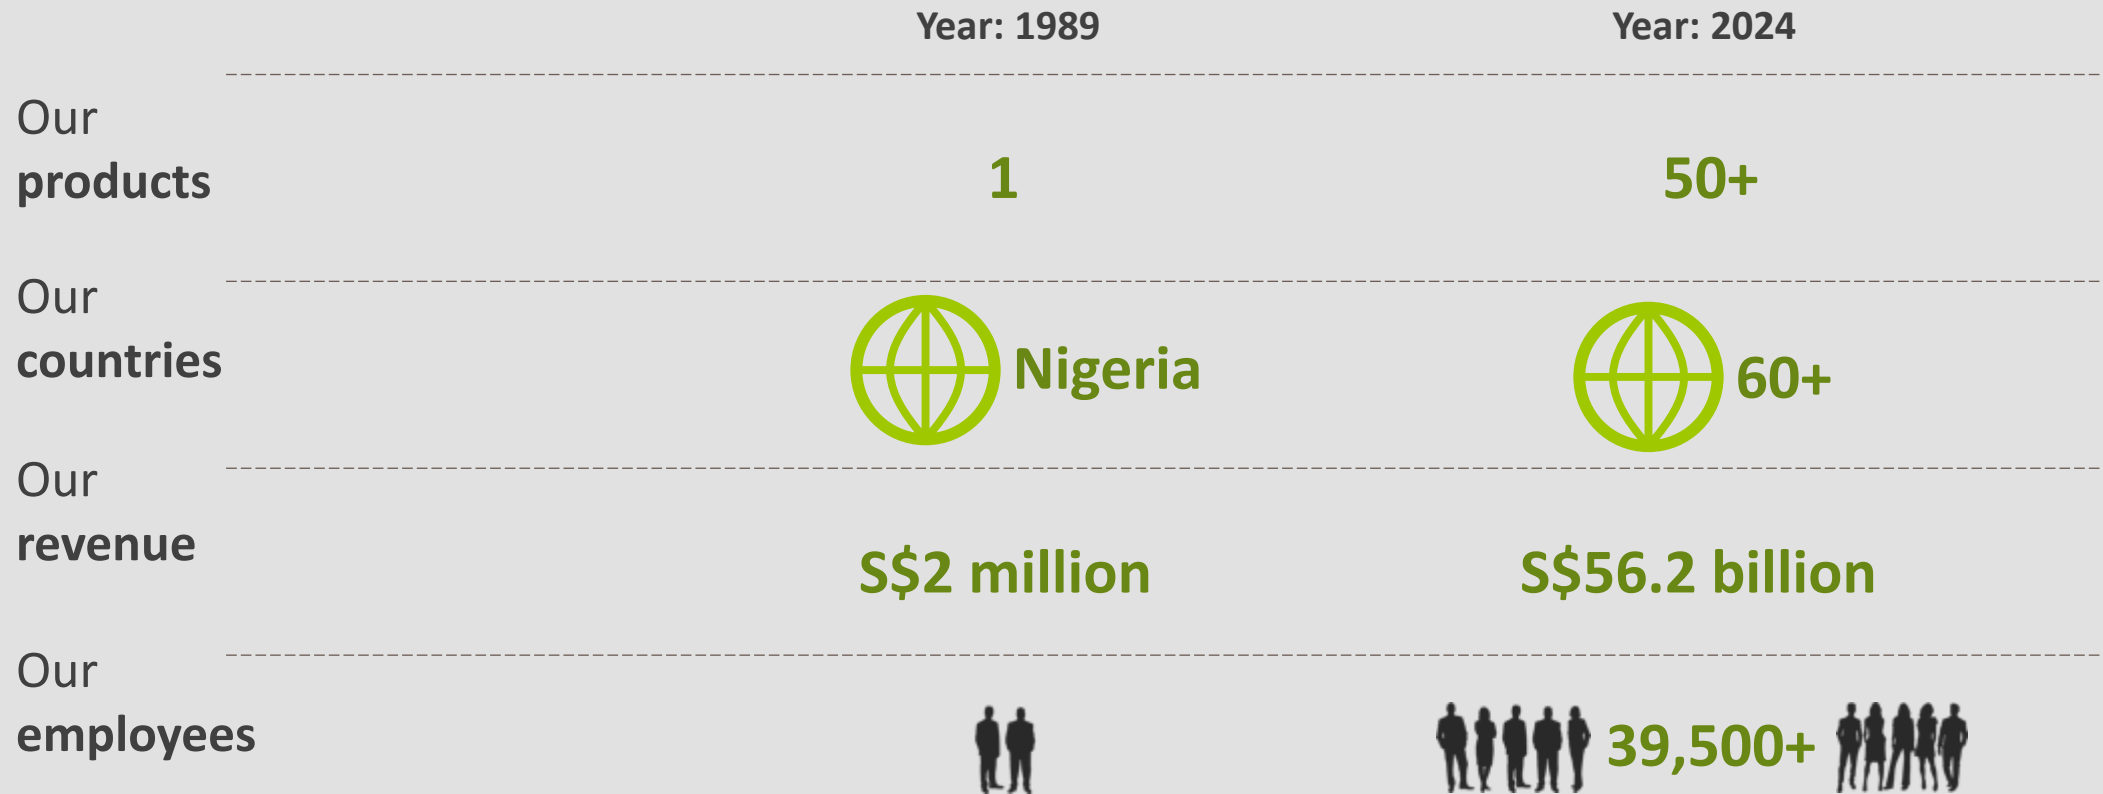 Year: 1989 Year: 2024
Our
products
1 50+
Our
countries
Nigeria 60+
Our
revenue
S$2 million S$56.2 billion
Our
employees
39,500+